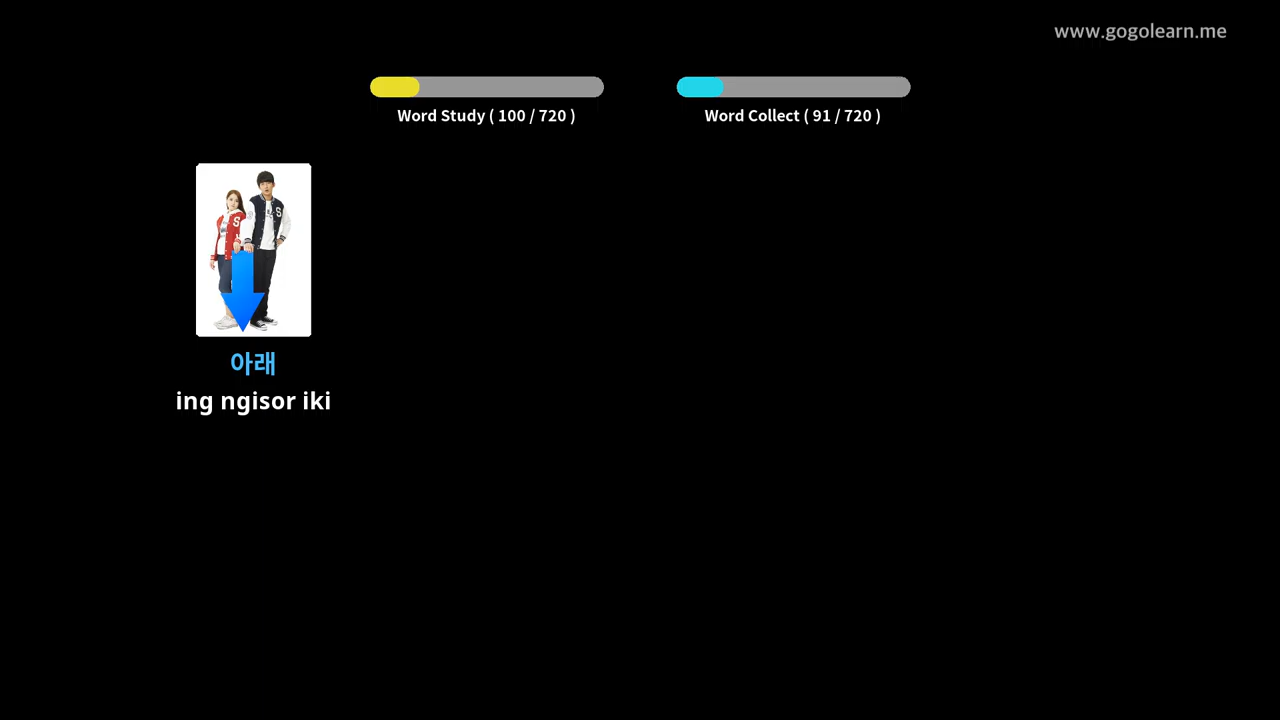 www.gogolearn.me
Word Study ( 100 / 720 )
Word Collect ( 91 / 720 )
S
S
아래
ing ngisor iki